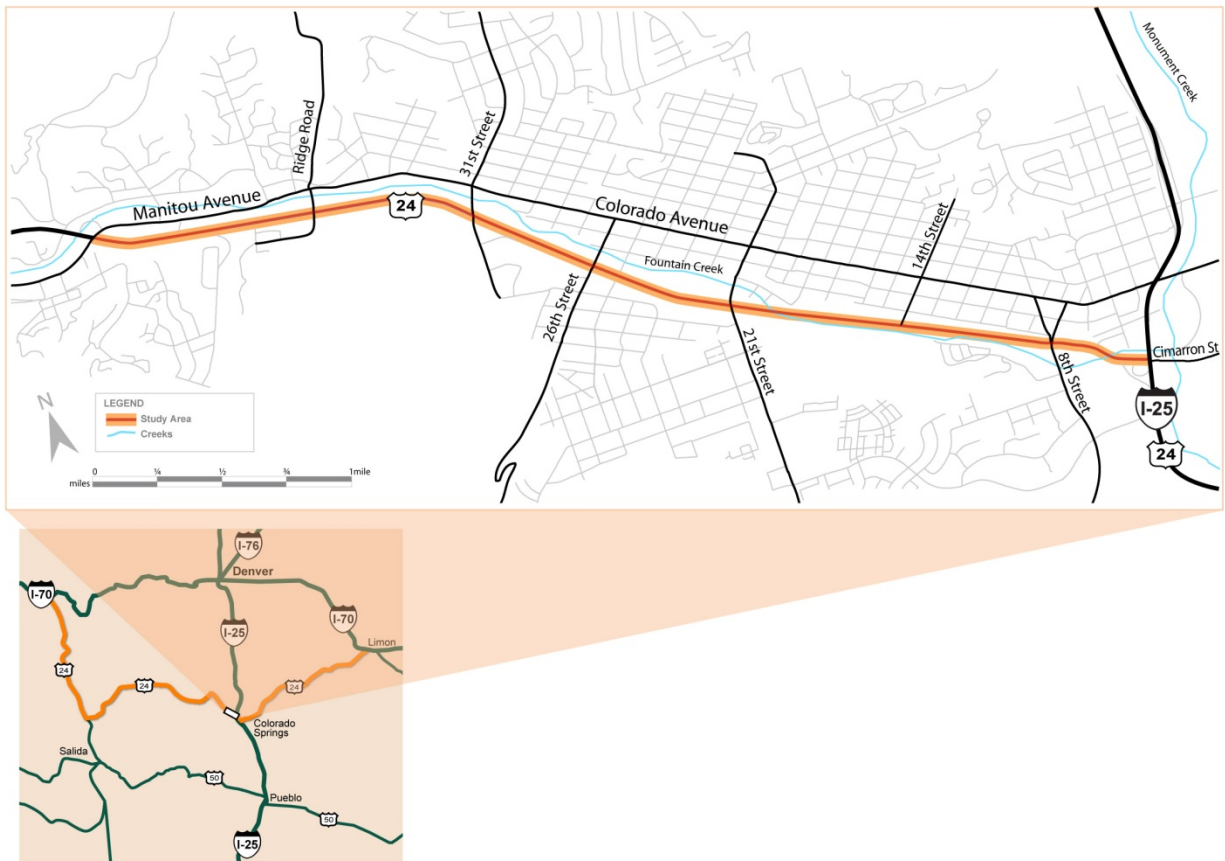 Monument Creek
Ridge Road
31st Street
Manitou Avenue
24
Colorado Avenue
14th Street
Fountain Creek
26th Street
21st Street
8th Street
Cimarron St
I-25
24
N
LEGEND
Study Area
Creeks
0 ¼ ½ ¾ 1mile
miles
I-76
Denver
I-70
I-25
I-70
Limon
24
24
24
Colorado
Springs
Salida
50
Pueblo
50
I-25